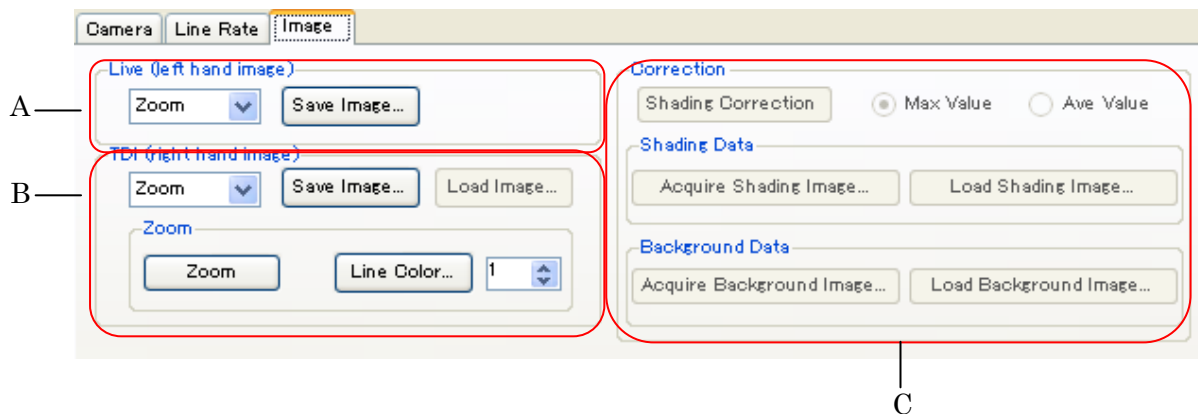 Camera Line Rate Image
Live (left hand image)
Zoom Save Image...
A
TDI (right hand image)
Zoom Save Image... Load Image...
B
Zoom
Zoom Line Color... 1
Correction
Shading Correction Max Value Ave Value
Shading Data
Acquire Shading Image... Load Shading Image...
Background Data
Acquire Background Image... Load Background Image...
C